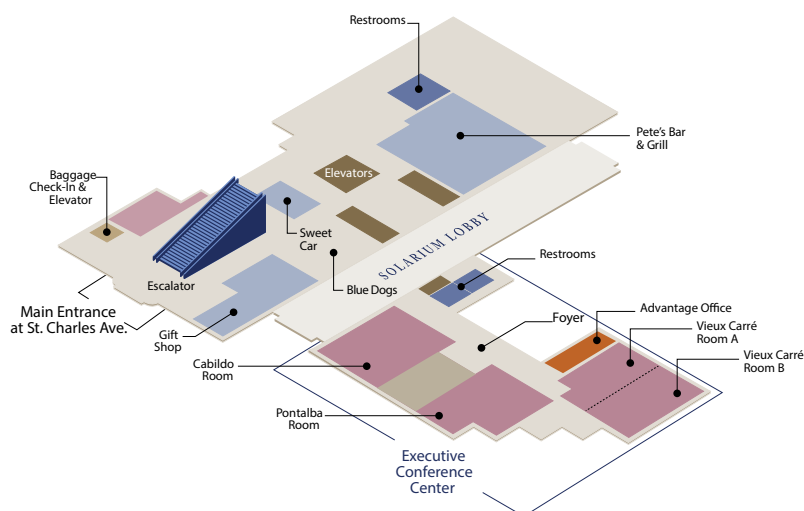 Restrooms
Pete's Bar
& Grill
Elevators
Baggage
Check-In &
Elevator
Sweet
Car
SOLARIUM LOBBY
Restrooms
Escalator
Blue Dogs
Main Entrance
at St. Charles Ave.
Gift
Shop
Foyer
Advantage Office
Vieux Carré
Room A
Vieux Carré
Room B
Cabildo
Room
Pontalba
Room
Executive
Conference
Center